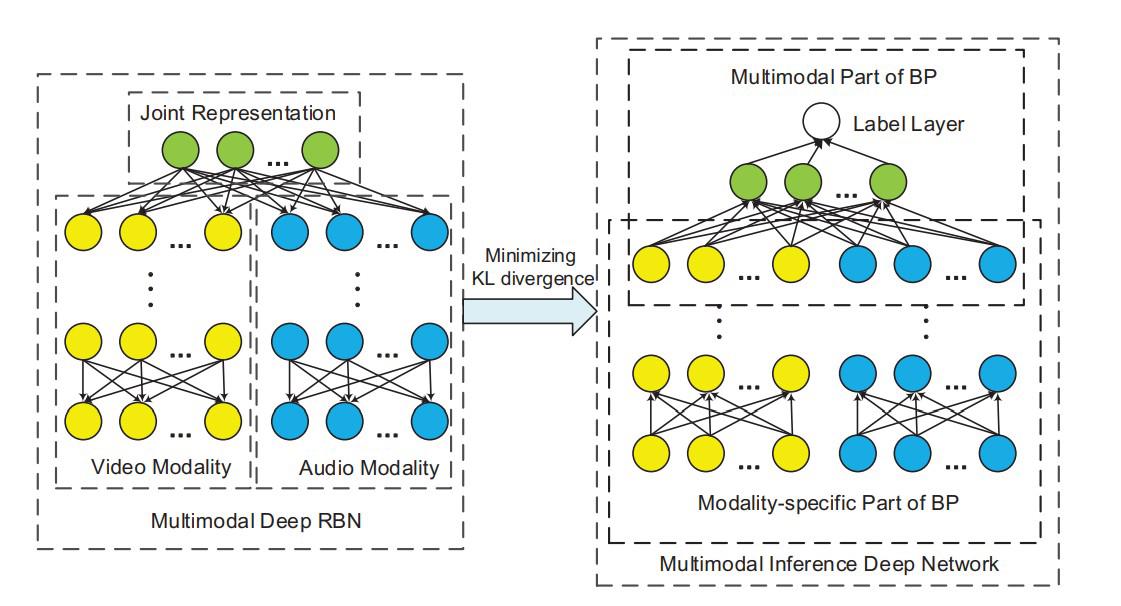 Joint Representation
...
...
...
Video Modality
...
Audio Modality
...
Multimodal Deep RBN
Minimizing
KL divergence
Multimodal Part of BP
Label Layer
...
...
...
...
...
...
...
Modality-specific Part of BP
Multimodal Inference Deep Network